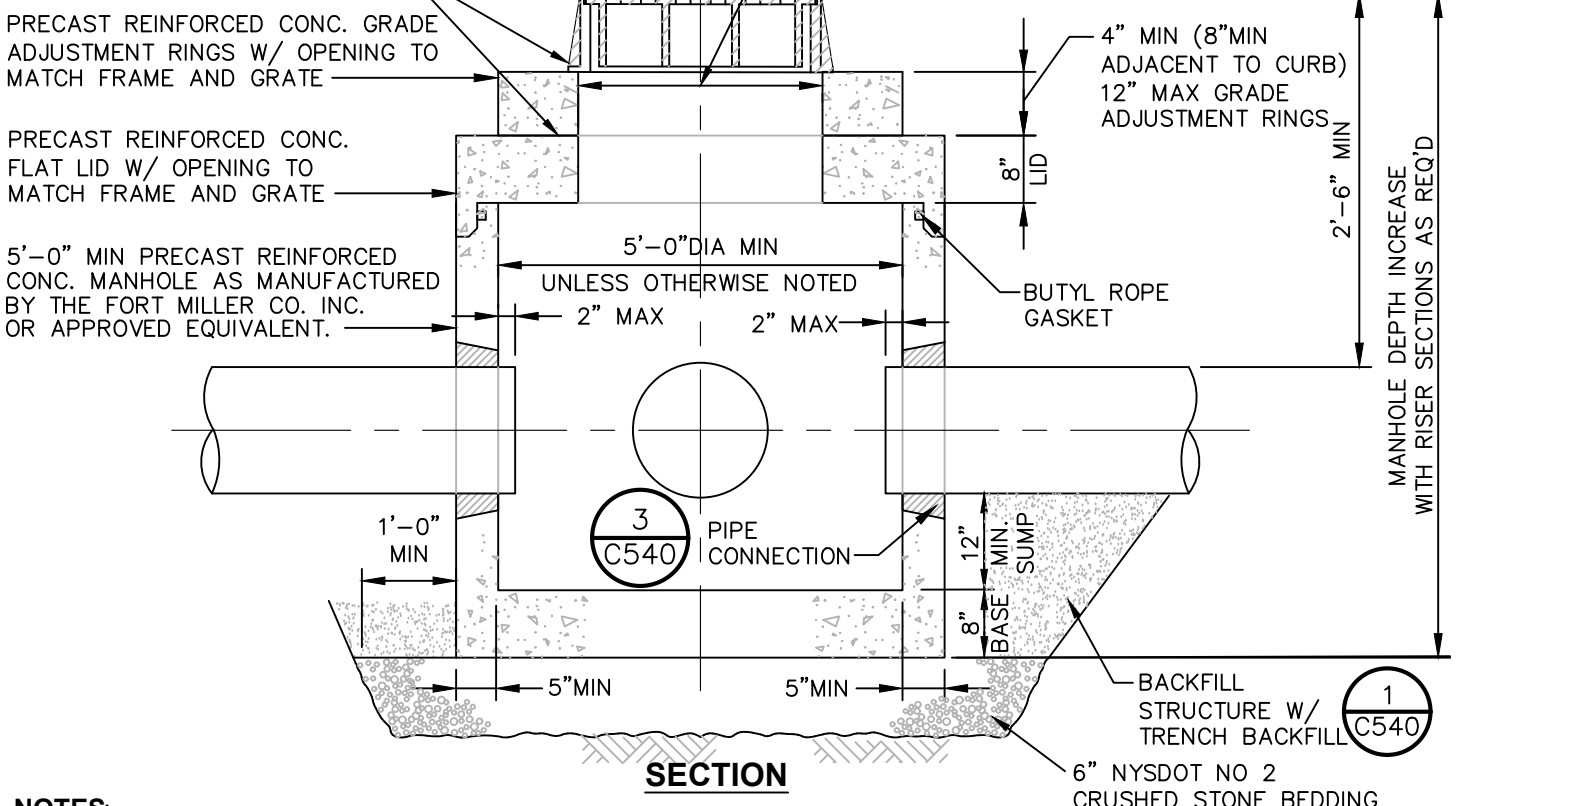 PRECAST REINFORCED CONC. GRADE
ADJUSTMENT RINGS W/ OPENING TO
MATCH FRAME AND GRATE
PRECAST REINFORCED CONC.
FLAT LID W/ OPENING TO
MATCH FRAME AND GRATE
5'-0" MIN PRECAST REINFORCED
CONC. MANHOLE AS MANUFACTURED
BY THE FORT MILLER CO. INC.
OR APPROVED EQUIVALENT.
4" MIN (8"MIN
ADJACENT TO CURB)
12" MAX GRADE
ADJUSTMENT RINGS
8"
LID
2'-6" MIN
MANHOLE DEPTH INCREASE
WITH RISER SECTIONS AS REQ'D
5'-0"DIA MIN
UNLESS OTHERWISE NOTED
2" MAX
2" MAX
BUTYL ROPE
GASKET
1'-0"
MIN
3
C540
PIPE
CONNECTION
12"
MIN.
SUMP
8"
BASE
5"MIN
5"MIN
BACKFILL
STRUCTURE W/
TRENCH BACKFILL
1
C540
6" NYSDOT NO 2
CRUSHED STONE BEDDING
SECTION
NOTES: